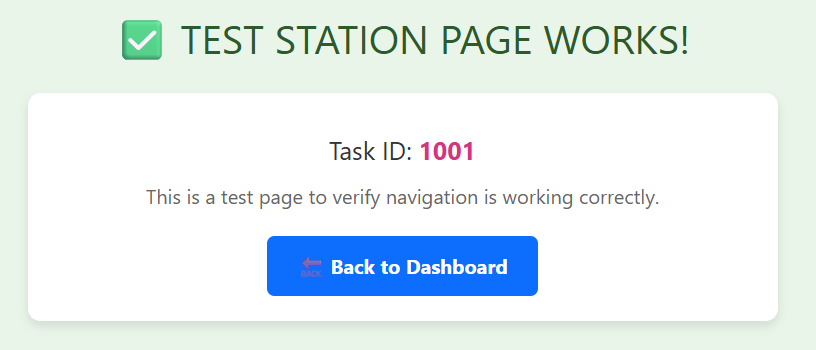 ✅ TEST STATION PAGE WORKS!
Task ID: 1001
This is a test page to verify navigation is working correctly.
🔙 Back to Dashboard